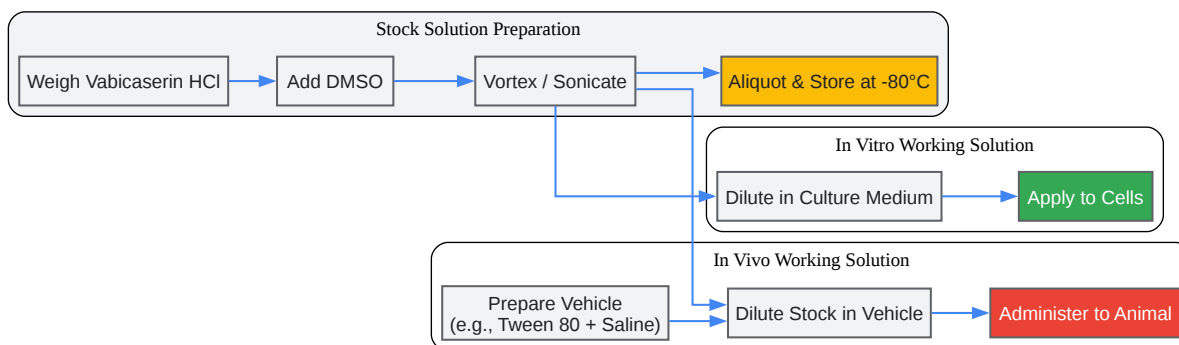 Stock Solution Preparation
Weigh Vabicaserin HCl
Add DMSO
Vortex / Sonicate
Aliquot & Store at -80°C
In Vitro Working Solution
Dilute in Culture Medium
Apply to Cells
In Vivo Working Solution
Prepare Vehicle
(e.g., Tween 80 + Saline)
Dilute Stock in Vehicle
Administer to Animal